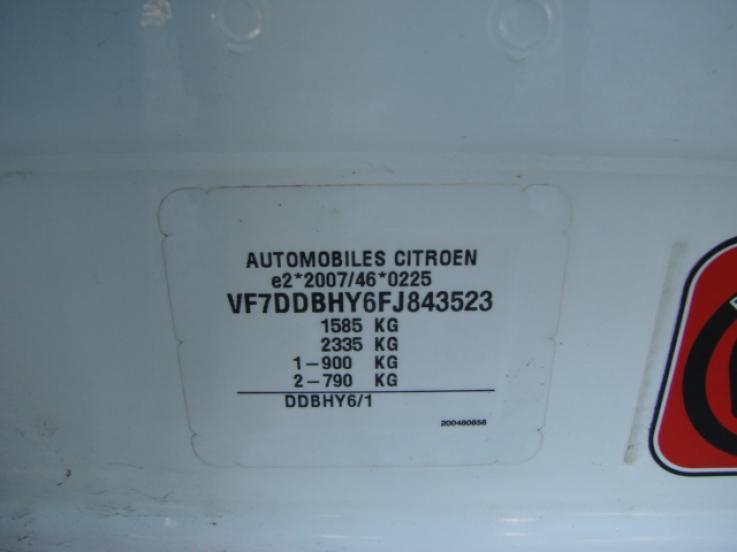 AUTOMOBILES CITROEN
e2*2007/46*0225
VF7DDBHY6FJ843523
1585 KG
2335 KG
1-900 KG
2-790 KG
DDBHY6/1
200480858